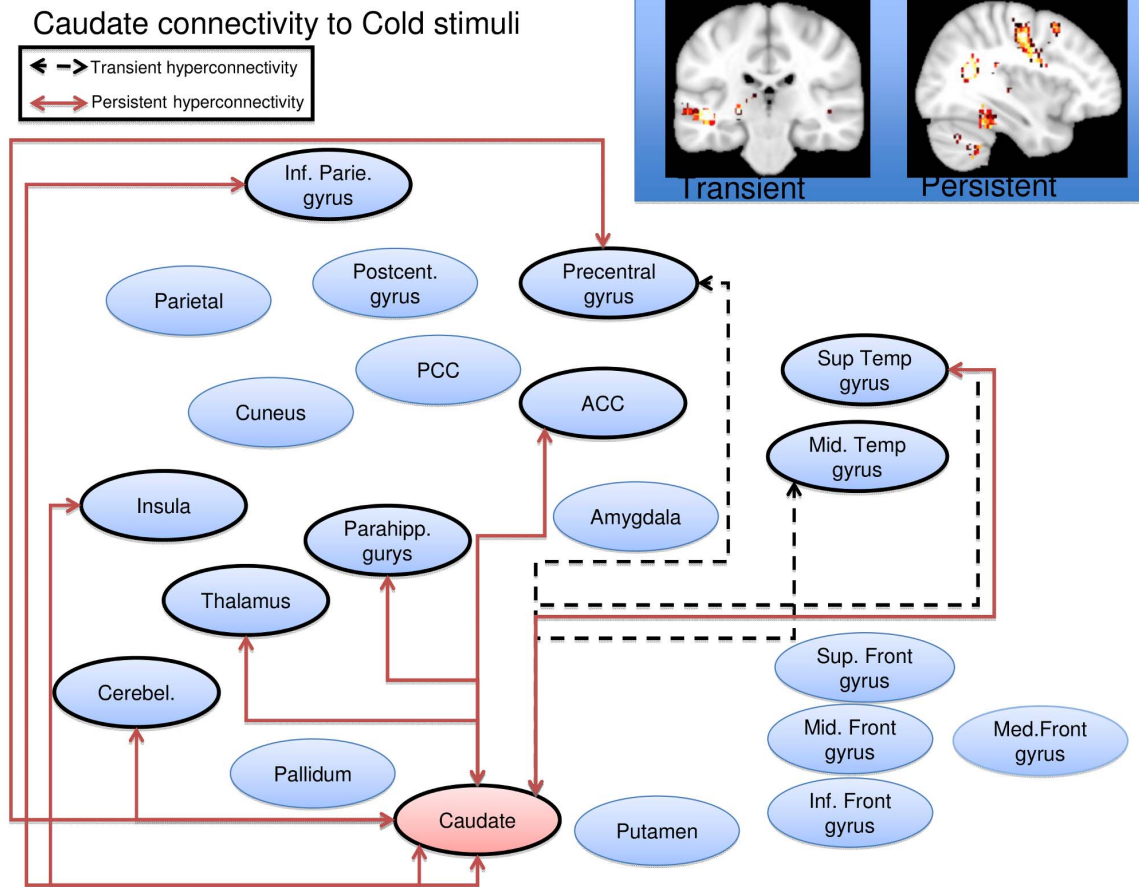 Caudate connectivity to Cold stimuli
Transient hyperconnectivity
Persistent hyperconnectivity
Transient
Persistent
Inf. Parie.
gyrus
Postcent.
gyrus
Precentral
gyrus
Parietal
PCC
Sup Temp
gyrus
Cuneus
ACC
Mid. Temp
gyrus
Insula
Amygdala
Parahipp.
gurys
Thalamus
Sup. Front
gyrus
Cerebel.
Mid. Front
gyrus
Med.Front
gyrus
Pallidum
Inf. Front
gyrus
Caudate
Putamen